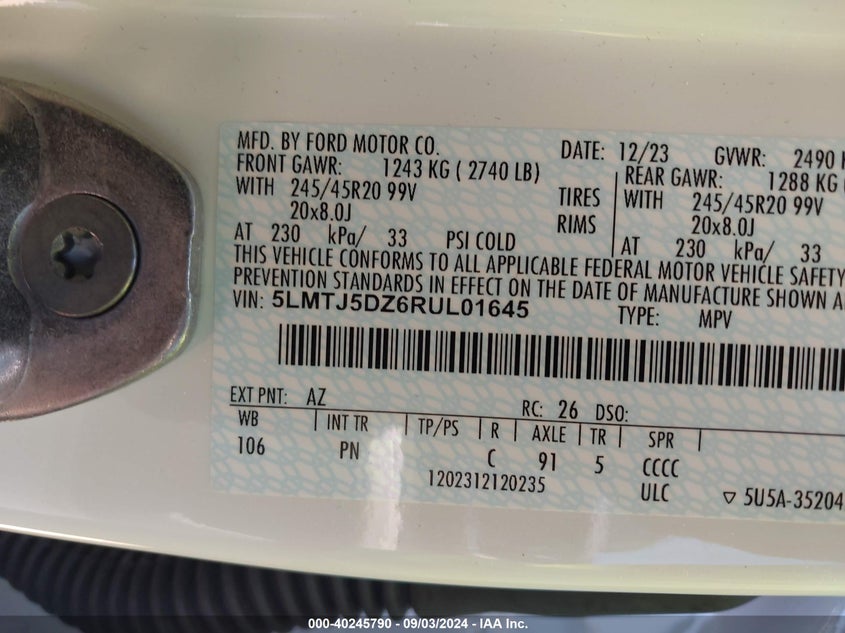 MFD. BY FORD MOTOR CO. DATE: 12/23 GVWR: 2490
FRONT GAWR: 1243 KG ( 2740 LB) REAR GAWR: 1288 KG (
WITH 245/45R20 99V TIRES WITH 245/45R20 99V
20x8.0J RIMS 20x8.0J
AT 230 kPa/ 33 PSI COLD AT 230 kPa/ 33
THIS VEHICLE CONFORMS TO ALL APPLICABLE FEDERAL MOTOR VEHICLE SAFETY
PREVENTION STANDARDS IN EFFECT ON THE DATE OF MANUFACTURE SHOWN
VIN: 5LMTJ5DZ6RUL01645 TYPE: MPV
EXT PNT: AZ RC: 26 DSO:
WB INT TR TP/PS R AXLE TR SPR
106 PN C 91 5 CCCC
1202312120235 ULC ▽ 5U5A-35204
000-40245790 - 09/03/2024 - IAA Inc.